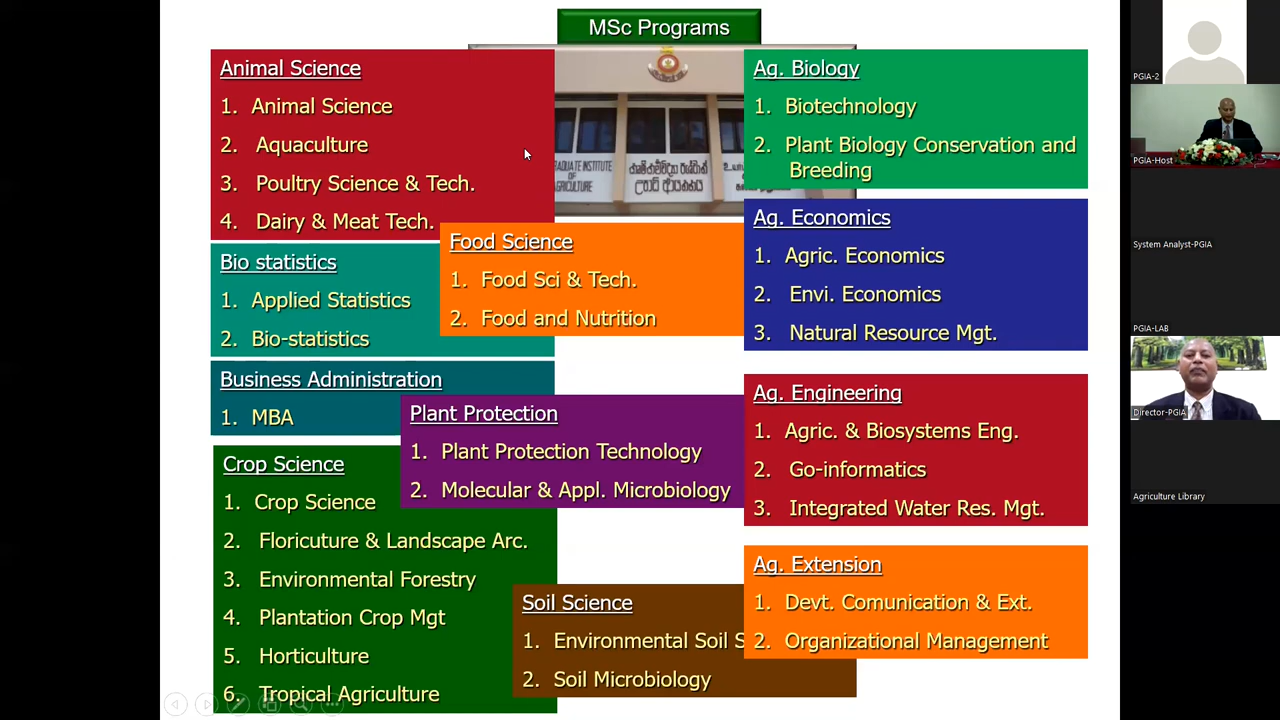 MSc Programs
Animal Science
1. Animal Science
2. Aquaculture
3. Poultry Science & Tech.
4. Dairy & Meat Tech.
Bio statistics
1. Applied Statistics
2. Bio-statistics
Business Administration
1. MBA
Crop Science
1. Crop Science
2. Floricuture & Landscape Arc.
3. Environmental Forestry
4. Plantation Crop Mgt
5. Horticulture
6. Tropical Agriculture
Food Science
1. Food Sci & Tech.
2. Food and Nutrition
Plant Protection
1. Plant Protection Technology
2. Molecular & Appl. Microbiology
Soil Science
1. Environmental Soil S
2. Soil Microbiology
Ag. Biology
1. Biotechnology
2. Plant Biology Conservation and
Breeding
Ag. Economics
1. Agric. Economics
2. Envi. Economics
3. Natural Resource Mgt.
Ag. Engineering
1. Agric. & Biosystems Eng.
2. Go-informatics
3. Integrated Water Res. Mgt.
Ag. Extension
1. Devt. Comunication & Ext.
2. Organizational Management
RADUATE INSTITUTE OF
AGRICULTURE
PGIA-2
PGIA-Host
System Analyst-PGIA
PGIA-LAB
Director-PGIA
Agriculture Library